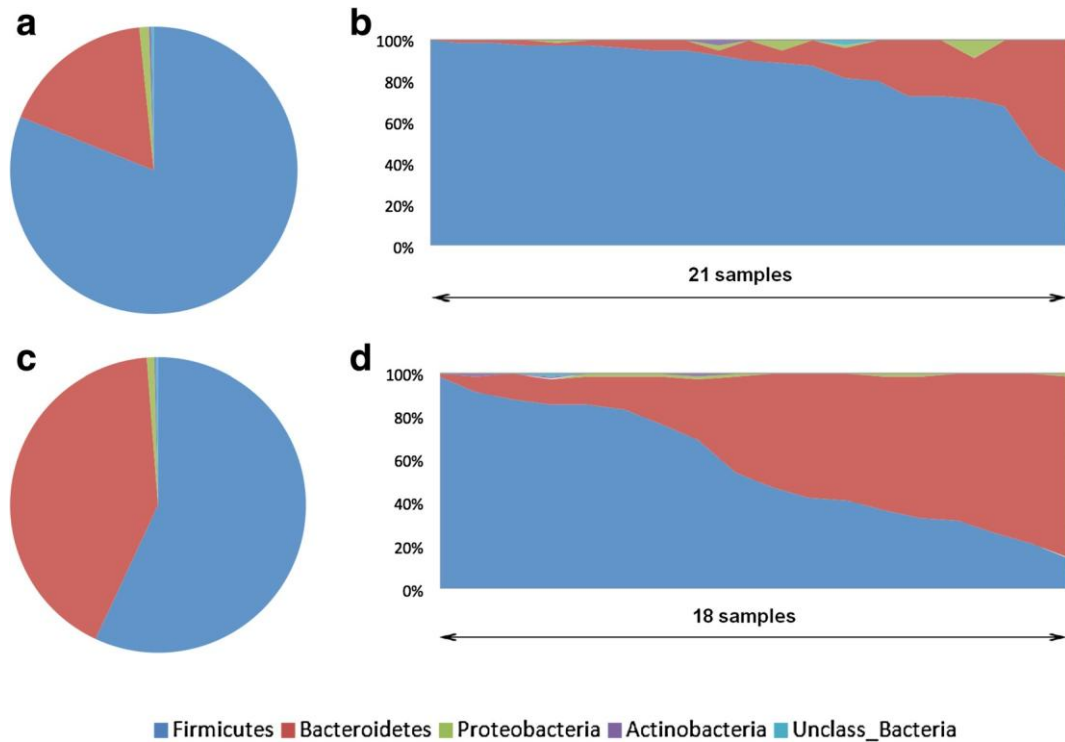 a
b
100%
80%
60%
40%
20%
0%
21 samples
c
d
100%
80%
60%
40%
20%
0%
18 samples
Firmicutes Bacteroidetes Proteobacteria Actinobacteria Unclass_Bacteria